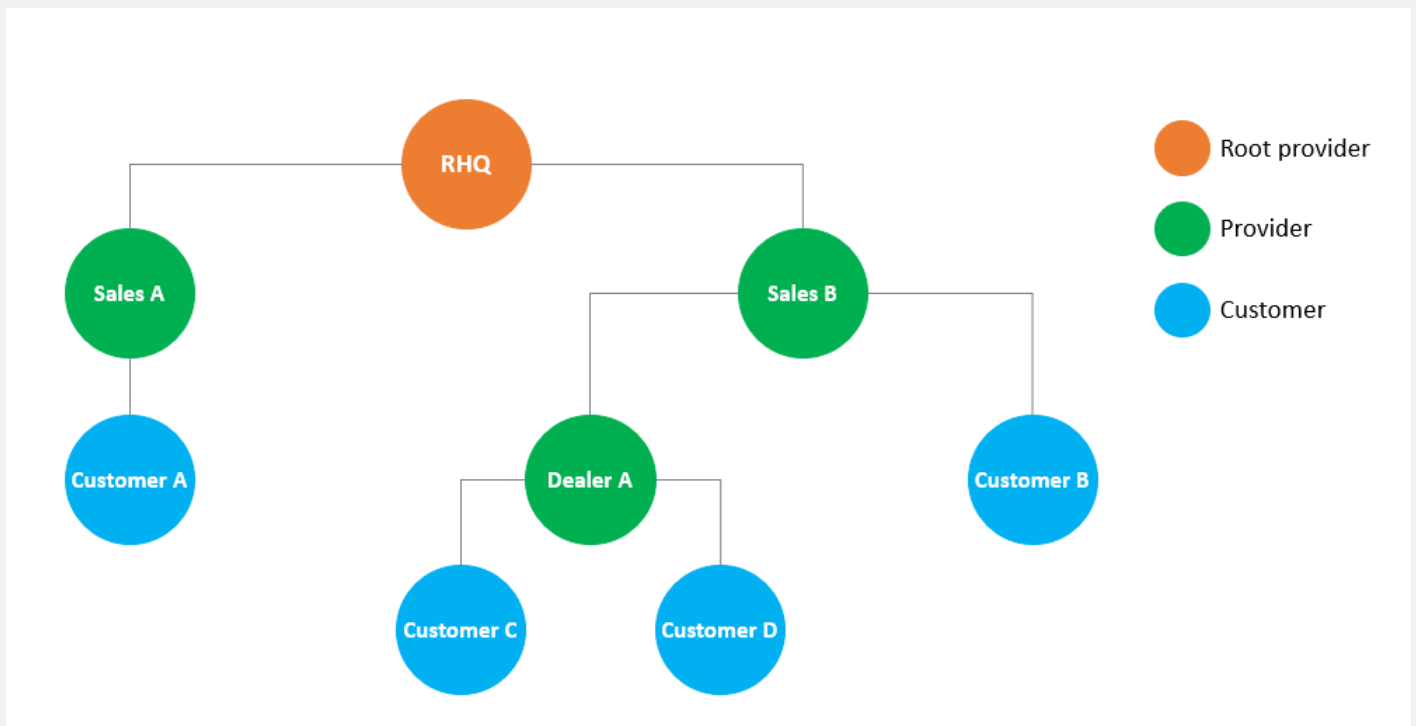 RHQ
Root provider
Provider
Sales A
Sales B
Customer
Customer A
Dealer A
Customer B
Customer C
Customer D